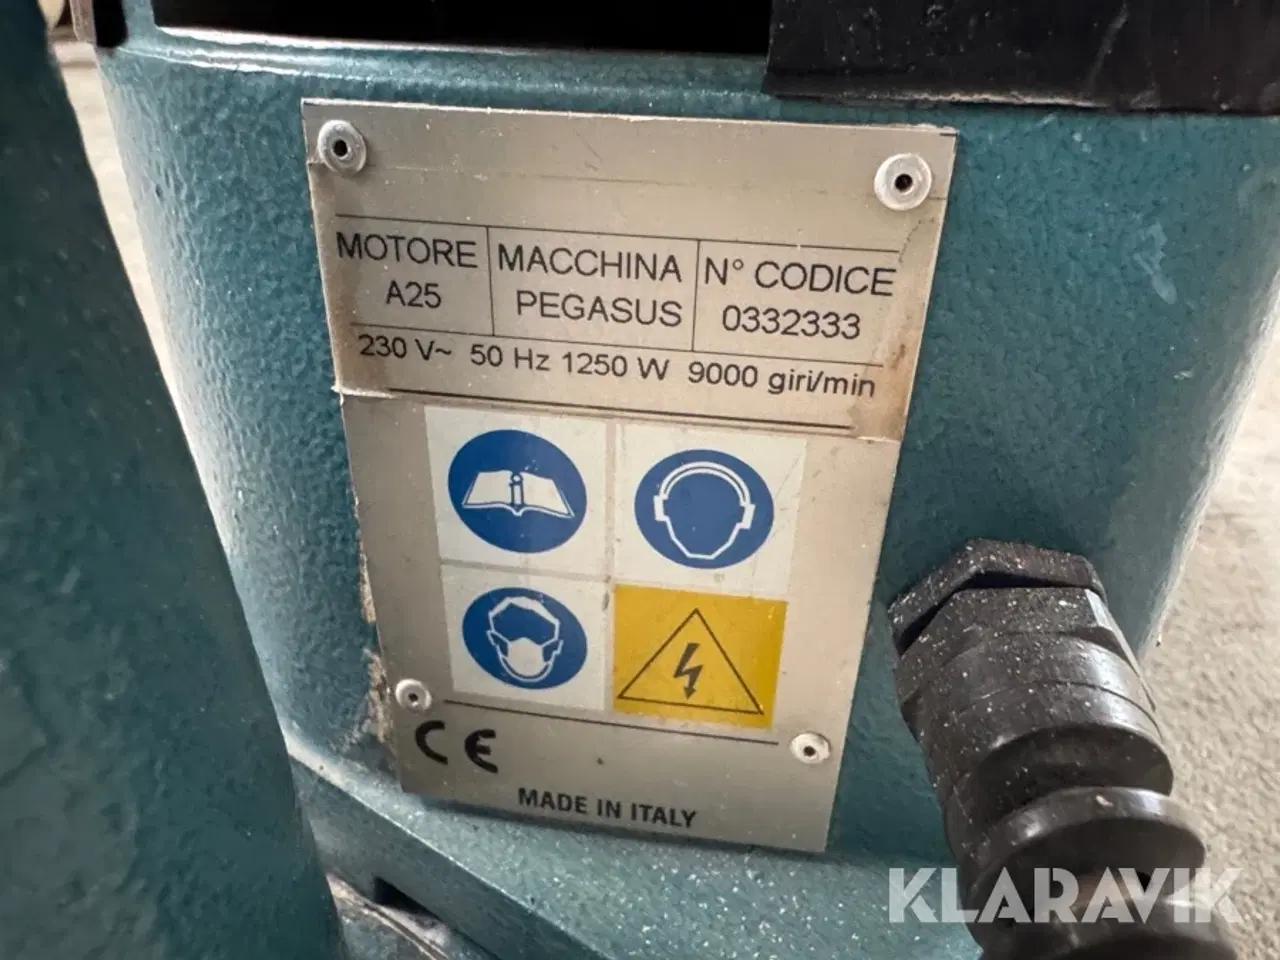 MOTORE MACCHINA N° CODICE
A25 PEGASUS 0332333
230 V~ 50 Hz 1250 W 9000 giri/min
i
CE
MADE IN ITALY
KLARAVIK